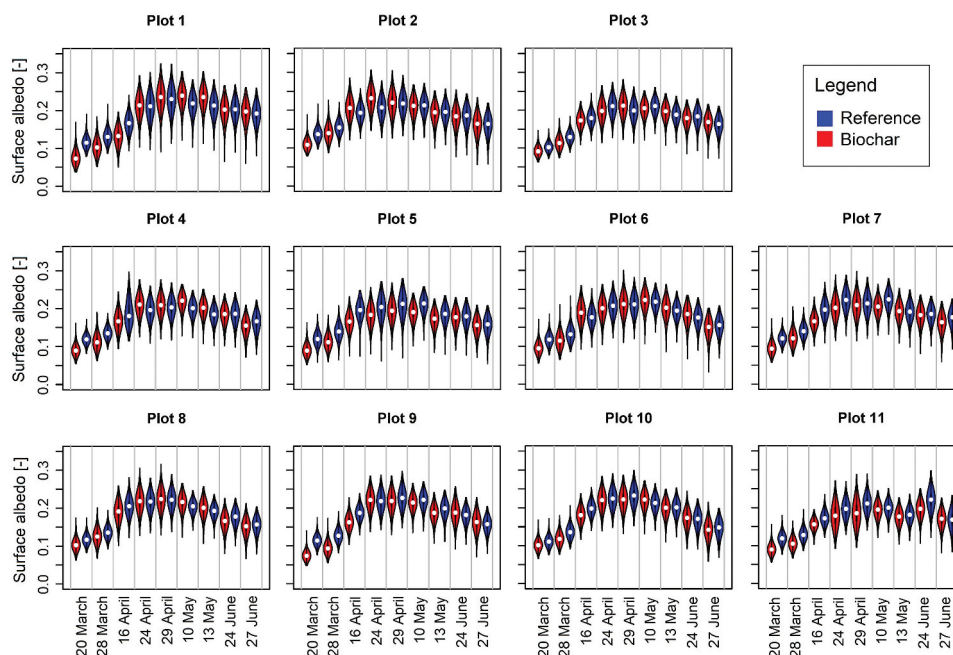 Plot 1
Plot 2
Plot 3
Surface albedo [-]
0.0
0.1
0.2
0.3
Legend
Reference
Biochar
Plot 4
Plot 5
Plot 6
Plot 7
Surface albedo [-]
0.0
0.1
0.2
0.3
Plot 8
Plot 9
Plot 10
Plot 11
Surface albedo [-]
0.0
0.1
0.2
0.3
20 March
28 March
16 April
24 April
29 April
10 May
13 May
24 June
27 June
20 March
28 March
16 April
24 April
29 April
10 May
13 May
24 June
27 June
20 March
28 March
16 April
24 April
29 April
10 May
13 May
24 June
27 June
20 March
28 March
16 April
24 April
29 April
10 May
13 May
24 June
27 June